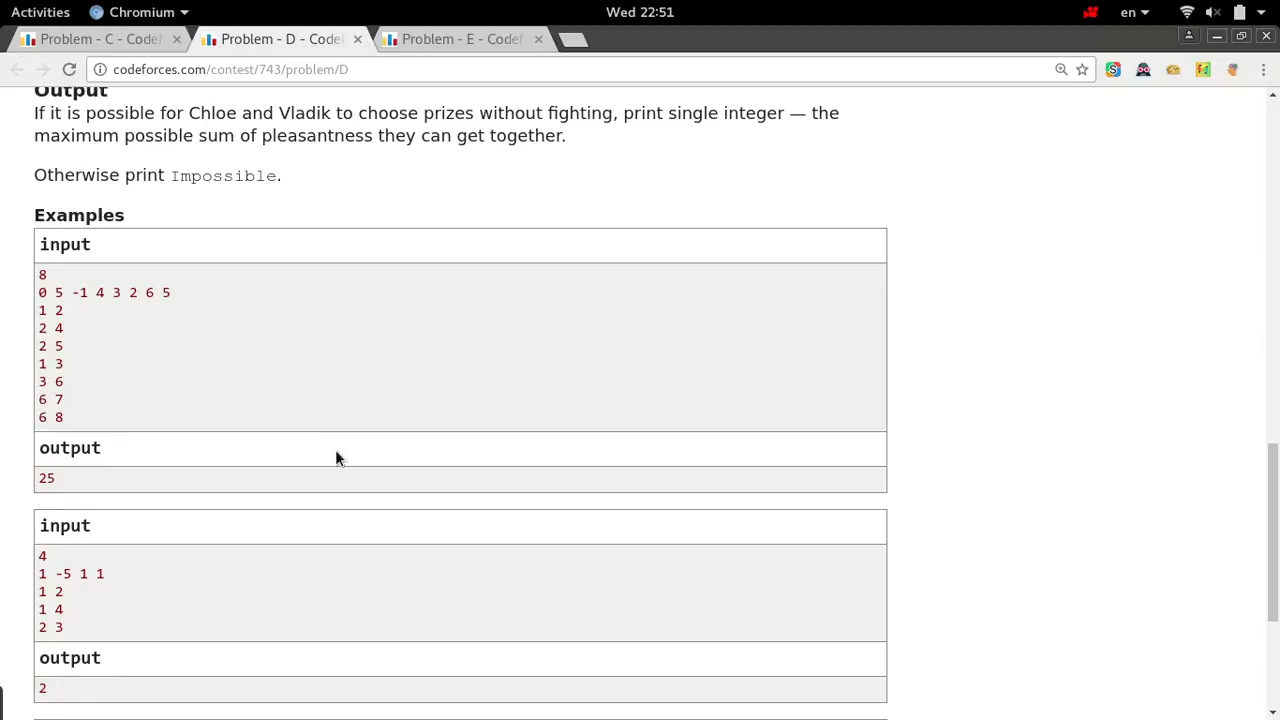 Activities
Chromium
Wed 22:51
en
Problem - C - Codef
Problem - D - Codef
Problem - E - Codef
codeforces.com/contest/743/problem/D
Output
If it is possible for Chloe and Vladik to choose prizes without fighting, print single integer — the
maximum possible sum of pleasantness they can get together.
Otherwise print Impossible.
Examples
input
8
0 5 -1 4 3 2 6 5
1 2
2 4
2 5
1 3
3 6
6 7
6 8
output
25
input
4
1 -5 1 1
1 2
1 4
2 3
output
2